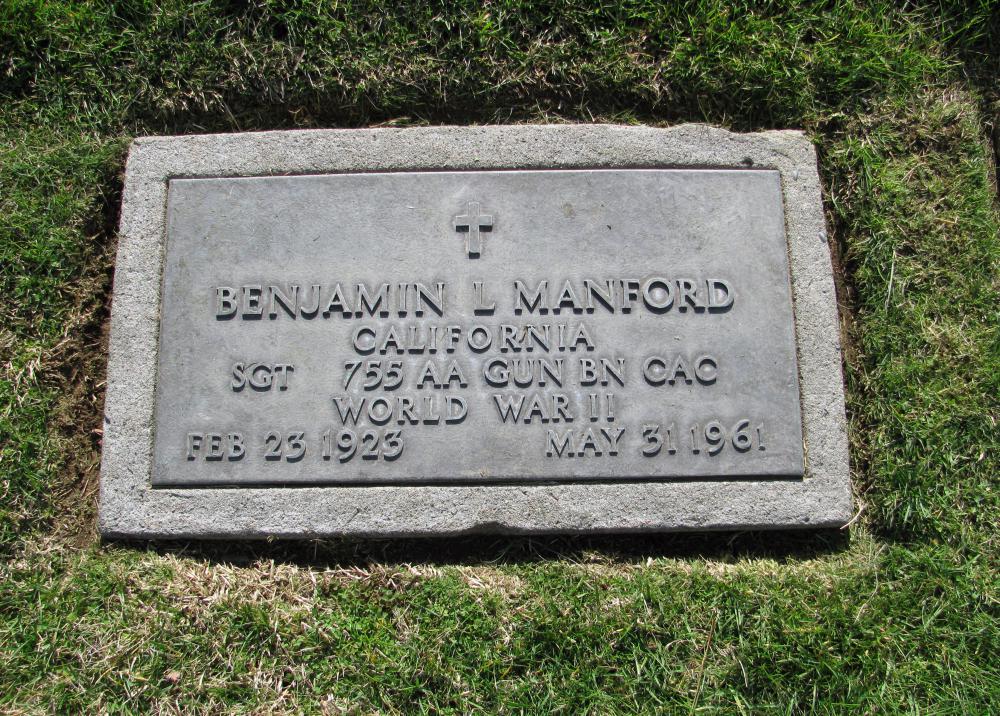 BENJAMIN L MANFORD
CALIFORNIA
SGT 755 AA GUN BN CAC
WORLD WAR II
FEB 23 1923 MAY 31 1961